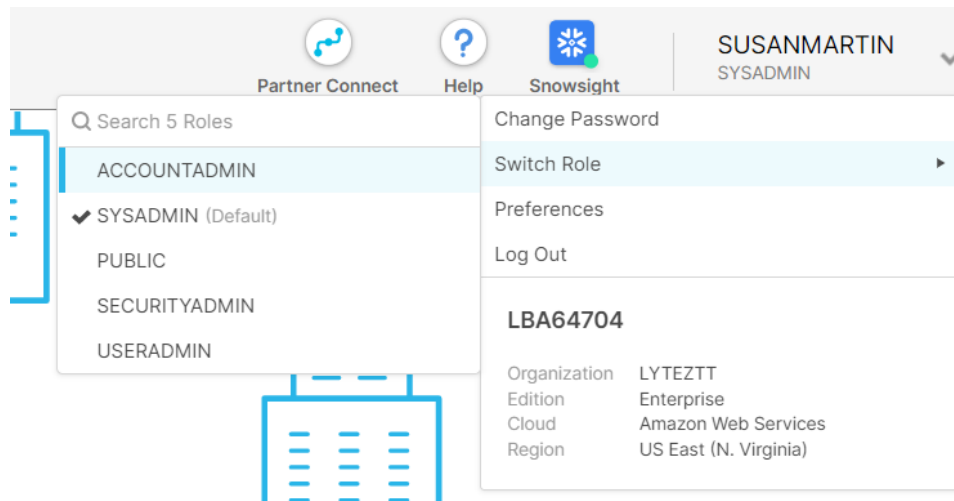 Partner Connect
Help
Snowsight
SUSANMARTIN
SYSADMIN
Search 5 Roles
ACCOUNTADMIN
SYSADMIN (Default)
PUBLIC
SECURITYADMIN
USERADMIN
Change Password
Switch Role
Preferences
Log Out
LBA64704
Organization LYTEZTT
Edition Enterprise
Cloud Amazon Web Services
Region US East (N. Virginia)